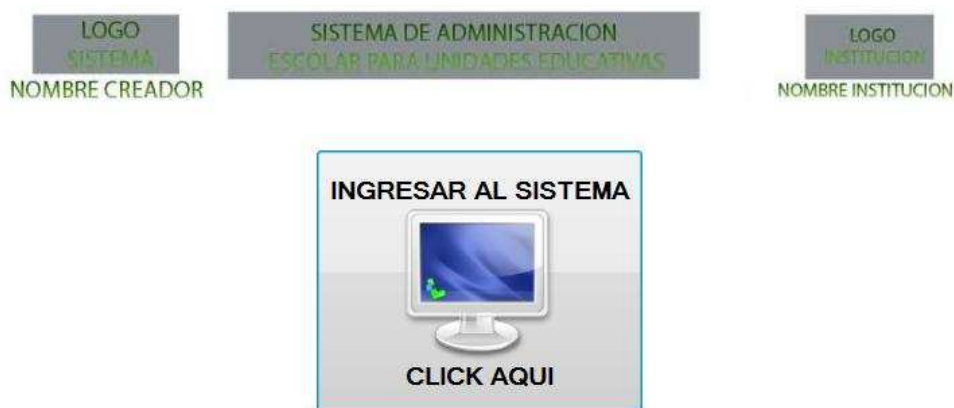 LOGO
SISTEMA
NOMBRE CREADOR
SISTEMA DE ADMINISTRACION
ESCOLAR PARA UNIDADES EDUCATIVAS
LOGO
INSTITUCION
NOMBRE INSTITUCION
INGRESAR AL SISTEMA
CLICK AQUI